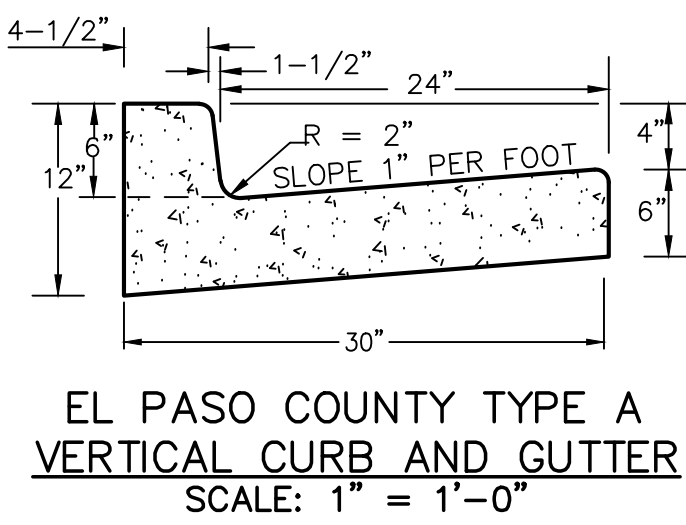 4-1/2"
1-1/2"
24"
R = 2"
6"
12"
SLOPE 1" PER FOOT
4"
6"
30"
EL PASO COUNTY TYPE A
VERTICAL CURB AND GUTTER
SCALE: 1" = 1'-0"